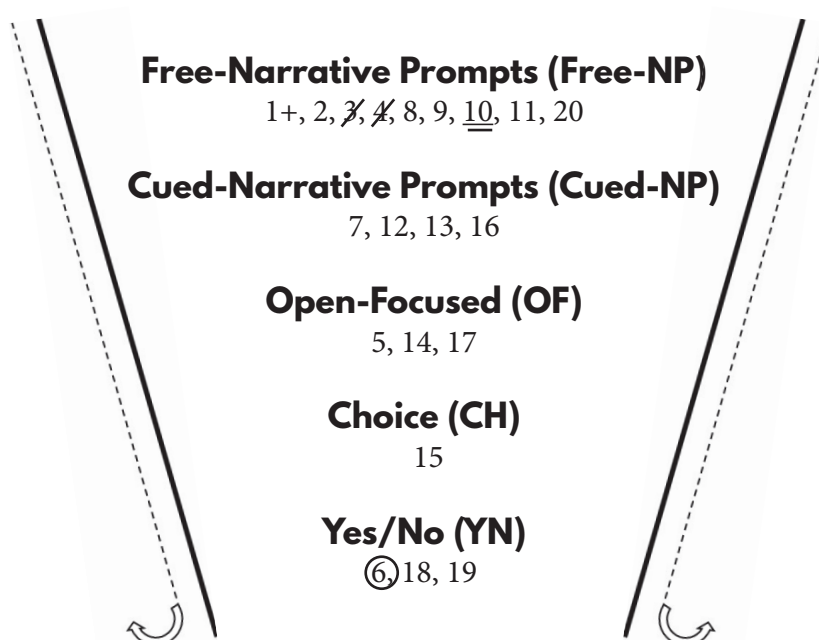 Free-Narrative Prompts (Free-NP)
1+, 2, 3, 4, 8, 9, 10, 11, 20
Cued-Narrative Prompts (Cued-NP)
7, 12, 13, 16
Open-Focused (OF)
5, 14, 17
Choice (CH)
15
Yes/No (YN)
6, 18, 19